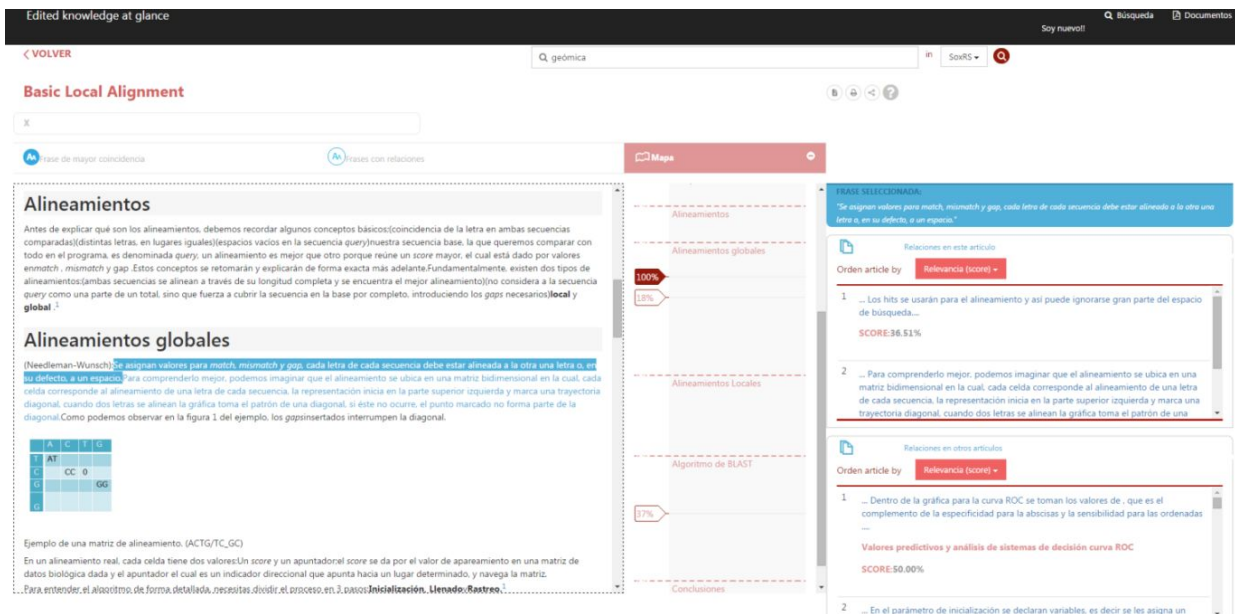 Edited knowledge at glance
Búsqueda
Documentos
Soy nuevo!!
VOLVER
geómica
in
SoxRS
Basic Local Alignment
X
Frase de mayor coincidencia
Frases con relaciones
Mapa
Alineamientos
Antes de explicar qué son los alineamientos, debemos recordar algunos conceptos básicos:(coincidencia de la letra en ambas secuencias
comparadas)(distintas letras, en lugares iguales)(espacios vacíos en la secuencia query)nuestra secuencia base, la que queremos comparar con
todo en el programa, es denominada query, un alineamiento es mejor que otro porque reúne un score mayor, el cual está dado por valores
enmatch , mismatch y gap .Estos conceptos se retomarán y explicarán de forma exacta más adelante.Fundamentalmente, existen dos tipos de
alineamientos:(ambas secuencias se alinean a través de su longitud completa y se encuentra el mejor alineamiento)(no considera a la secuencia
query como una parte de un total, sino que fuerza a cubrir la secuencia en la base por completo, introduciendo los gaps necesarios)local y
global .1
Alineamientos globales
(Needleman-Wunsch):Se asignan valores para match, mismatch y gap, cada letra de cada secuencia debe estar alineada a la otra una letra o, en
su defecto, a un espacio.Para comprenderlo mejor, podemos imaginar que el alineamiento se ubica en una matriz bidimensional en la cual, cada
celda corresponde al alineamiento de una letra de cada secuencia, la representación inicia en la parte superior izquierda y marca una trayectoria
diagonal, cuando dos letras se alinean la gráfica toma el patrón de una diagonal, si éste no ocurre, el punto marcado no forma parte de la
diagonal.Como podemos observar en la figura 1 del ejemplo, los gapsinsertados interrumpen la diagonal.
A C T G
T AT
C CC 0
G GG
G
Ejemplo de una matriz de alineamiento. (ACTG/TC_GC)
En un alineamiento real, cada celda tiene dos valores:Un score y un apuntador:el score se da por el valor de apareamiento en una matriz de
datos biológica dada y el apuntador el cual es un indicador direccional que apunta hacia un lugar determinado, y navega la matriz.
Para entender el algoritmo de forma detallada, necesitas dividir el proceso en 3 pasos:Inicialización, Llenado,Rastreo.1
Alineamientos
Alineamientos globales
100%
18%
Alineamientos Locales
Algoritmo de BLAST
37%
Conclusiones
FRASE SELECCIONADA:
"Se asignan valores para match, mismatch y gap, cada letra de cada secuencia debe estar alineada a la otra una
letra o, en su defecto, a un espacio."
Relaciones en este artículo
Orden article by
Relevancia (score)
1 ... Los hits se usarán para el alineamiento y así puede ignorarse gran parte del espacio
de búsqueda....
SCORE:36.51%
2 ... Para comprenderlo mejor, podemos imaginar que el alineamiento se ubica en una
matriz bidimensional en la cual, cada celda corresponde al alineamiento de una letra
de cada secuencia, la representación inicia en la parte superior izquierda y marca una
trayectoria diagonal, cuando dos letras se alinean la gráfica toma el patrón de una
Relaciones en otros artículos
Orden article by
Relevancia (score)
1 ... Dentro de la gráfica para la curva ROC se toman los valores de , que es el
complemento de la especificidad para la abscisas y la sensibilidad para las ordenadas
....
Valores predictivos y análisis de sistemas de decisión curva ROC
SCORE:50.00%
2 ... En el parámetro de inicialización se declaran variables, es decir se les asigna un